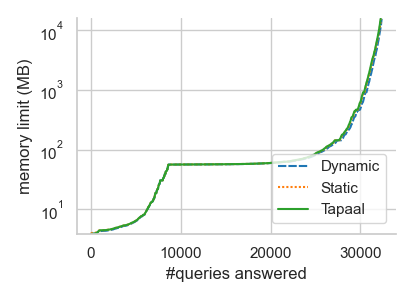 10^4
10^3
10^2
10^1
memory limit (MB)
Dynamic
Static
Tapaal
0 10000 20000 30000
#queries answered